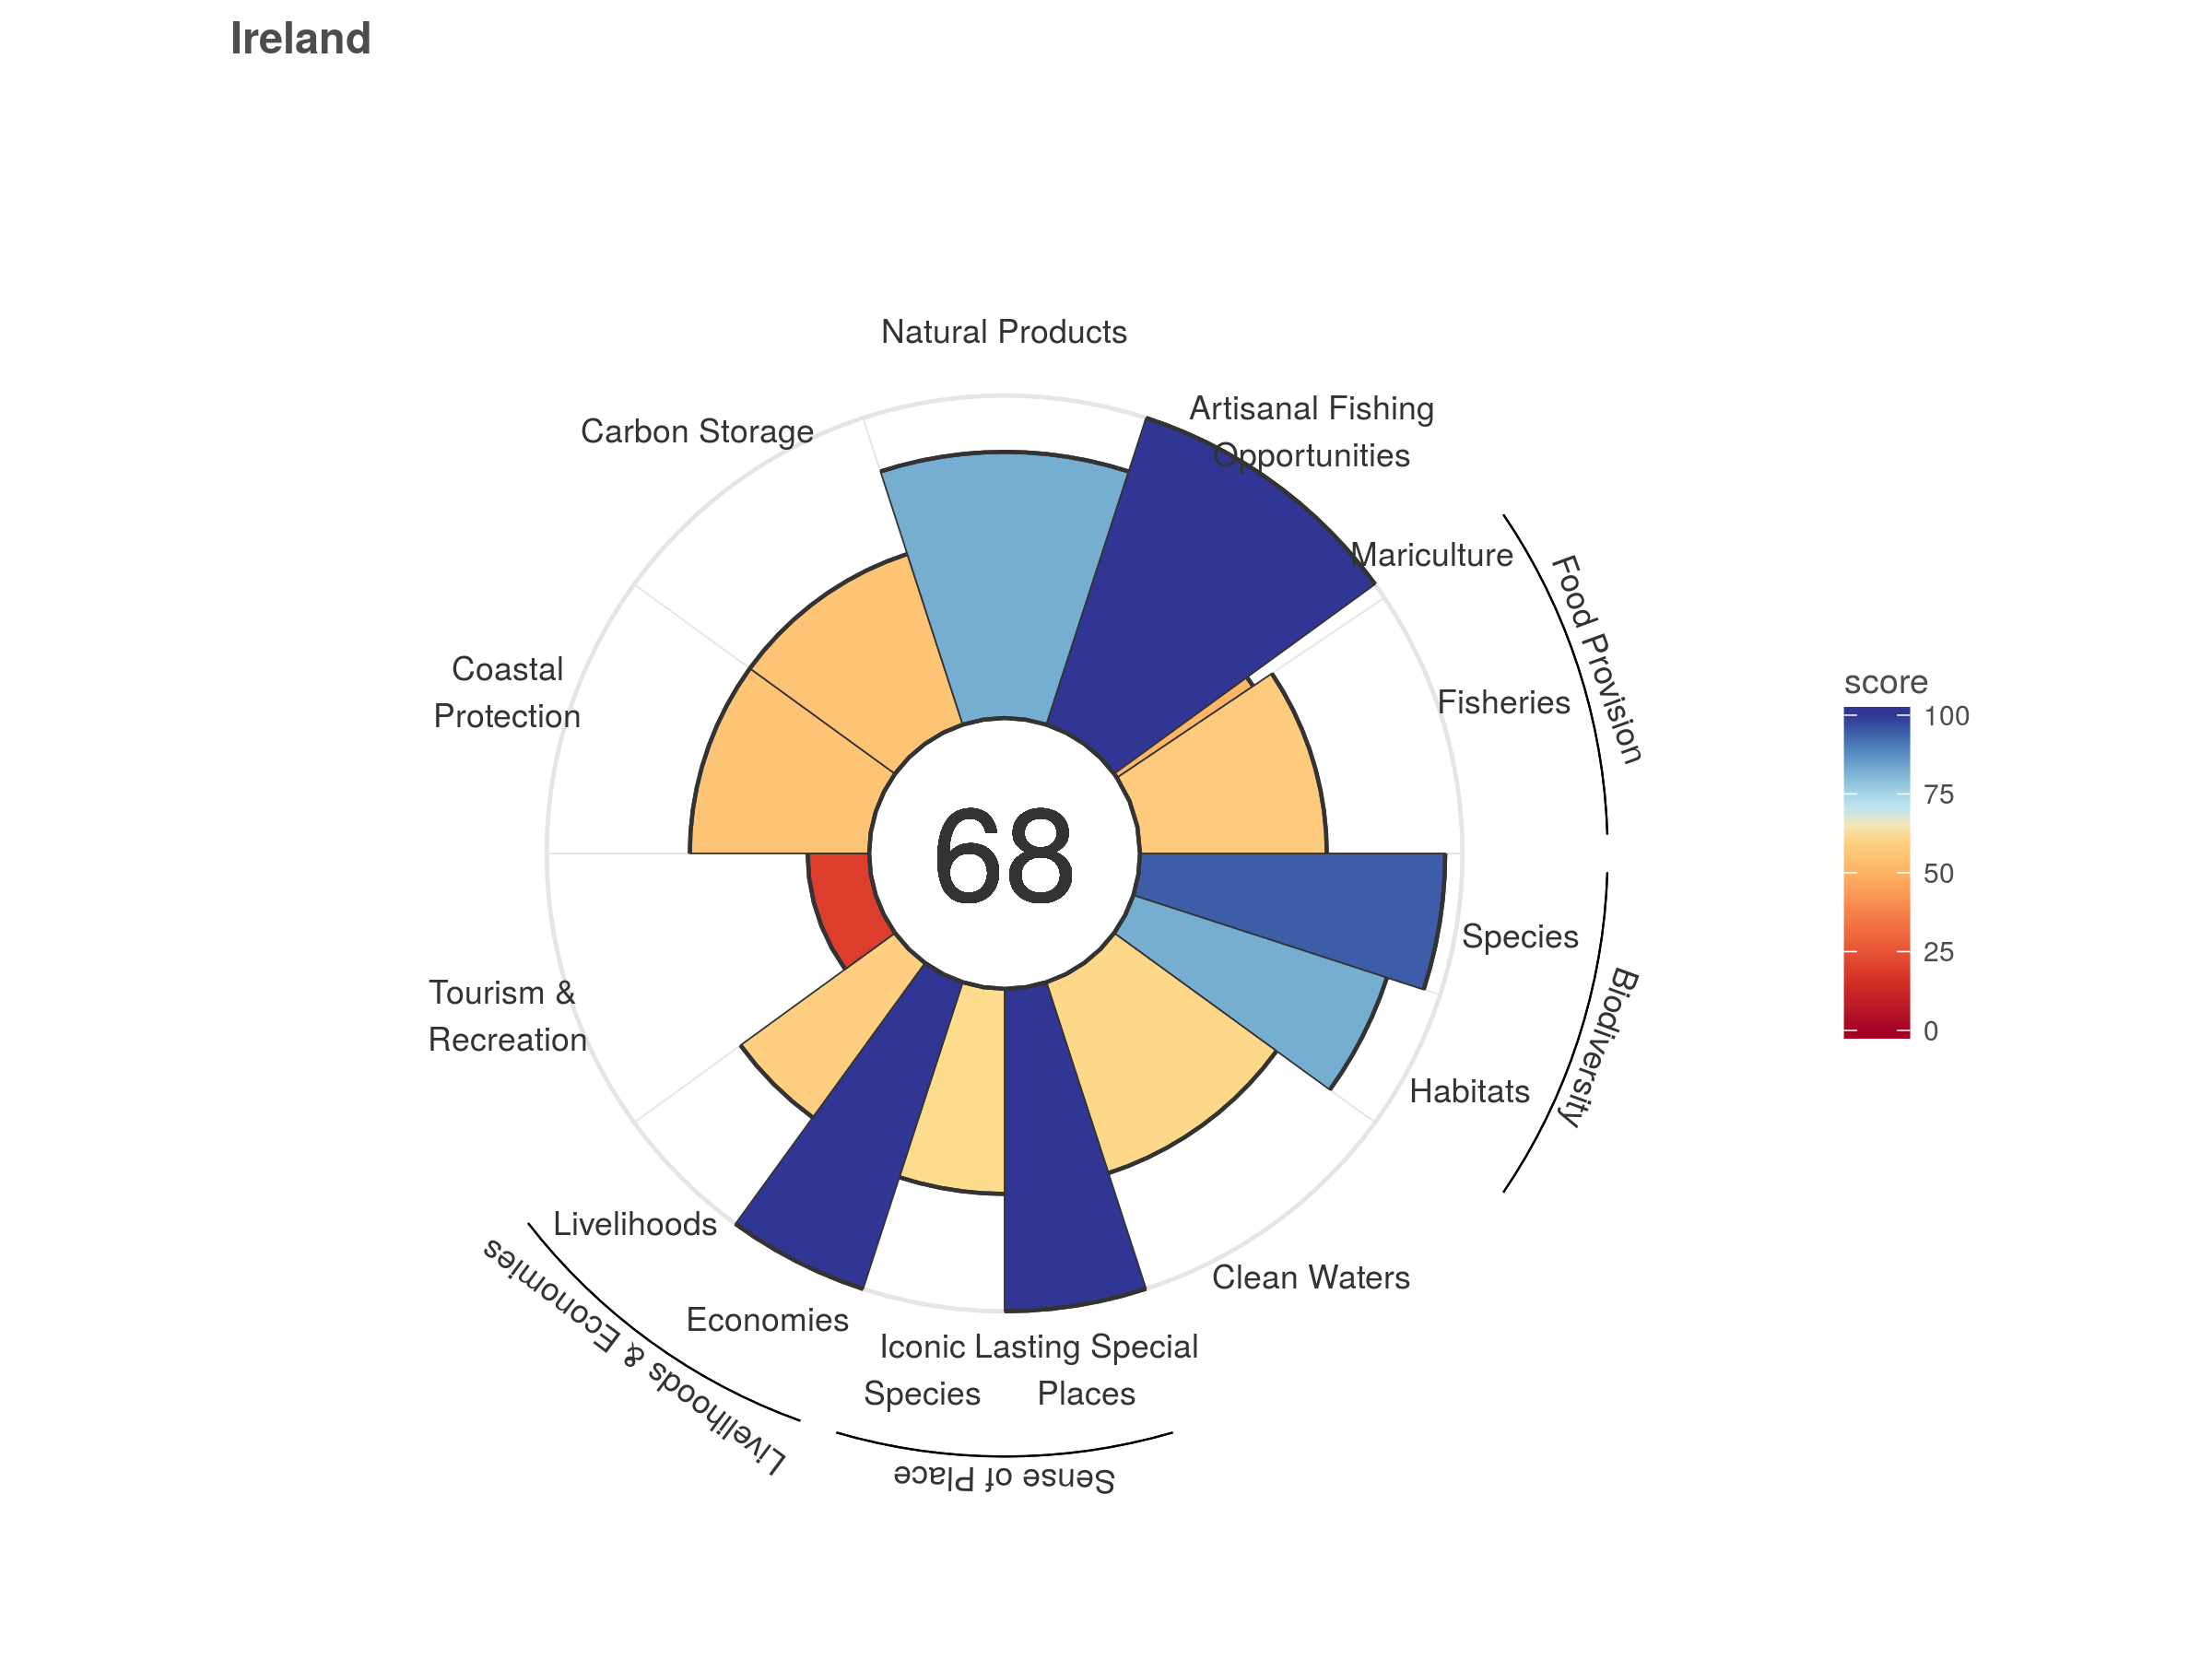 Ireland
Natural Products
Artisanal Fishing
Opportunities
Carbon Storage
Mariculture
Food Provision
Coastal
Protection
Fisheries
score
100
75
50
25
0
68
Species
Biodiversity
Tourism &
Recreation
Habitats
Livelihoods
Livelihoods & Economies
Clean Waters
Economies
Iconic
Species
Lasting Special
Places
Sense of Place